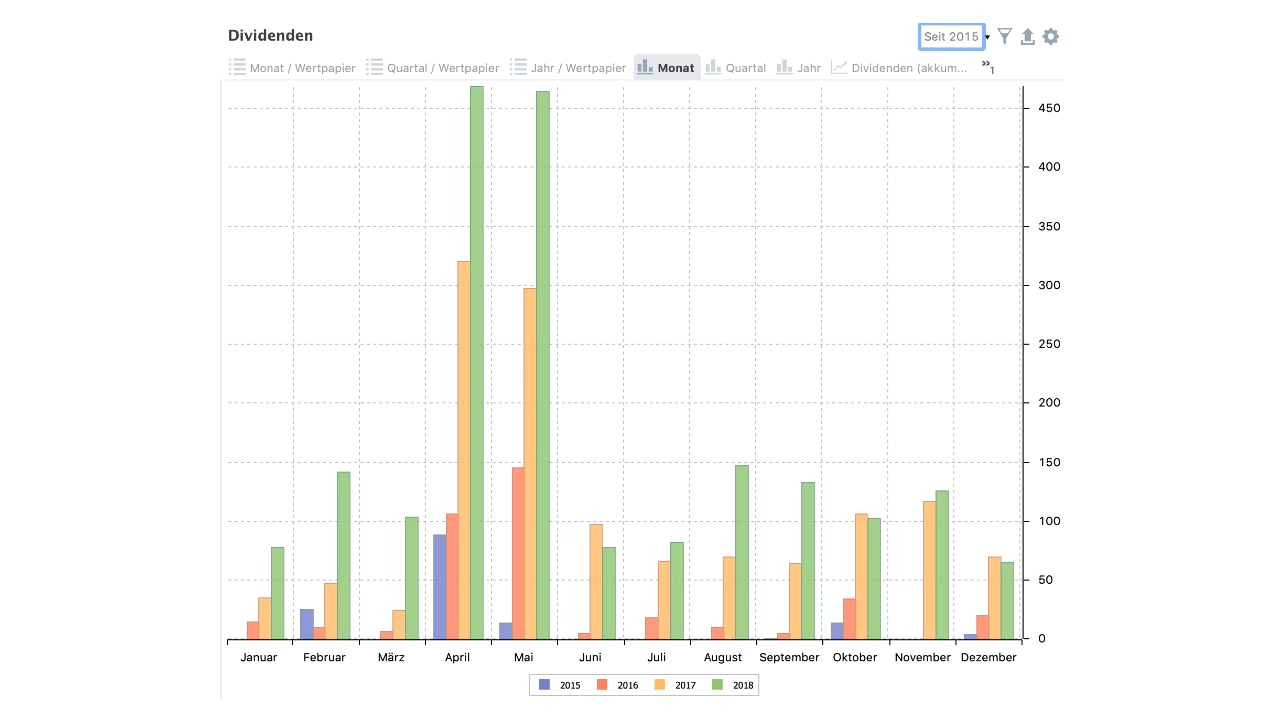 Dividenden
Seit 2015
Monat / Wertpapier Quartal / Wertpapier Jahr / Wertpapier Monat Quartal Jahr Dividenden (akkum... »1
450
400
350
300
250
200
150
100
50
0
Januar Februar März April Mai Juni Juli August September Oktober November Dezember
2015 2016 2017 2018